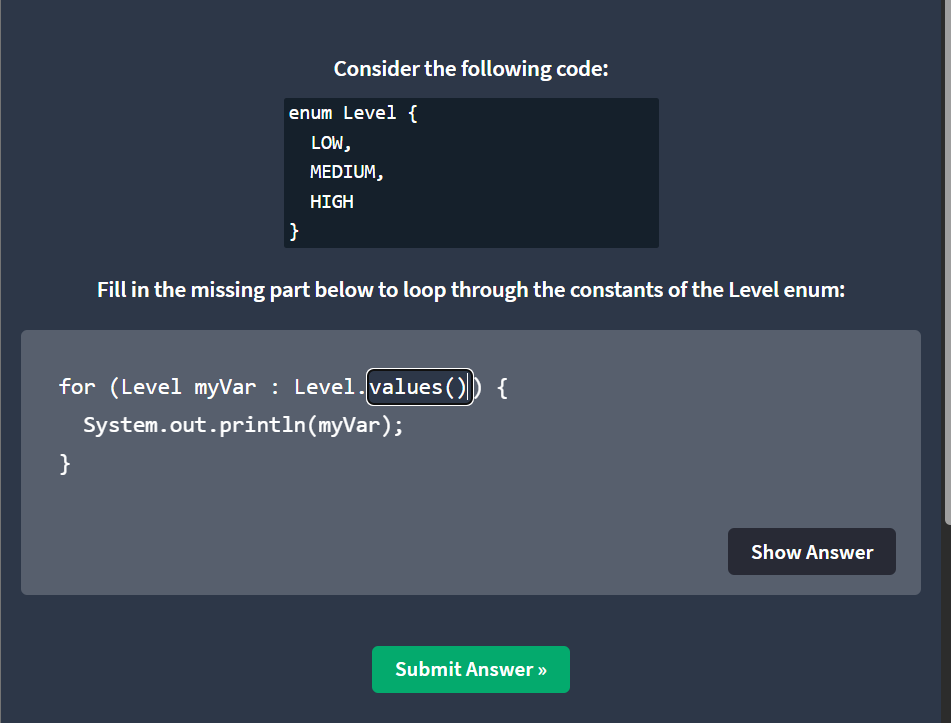 Consider the following code:
enum Level {
  LOW,
  MEDIUM,
  HIGH
}
Fill in the missing part below to loop through the constants of the Level enum:
for (Level myVar : Level.values()) {
  System.out.println(myVar);
}
Show Answer
Submit Answer »